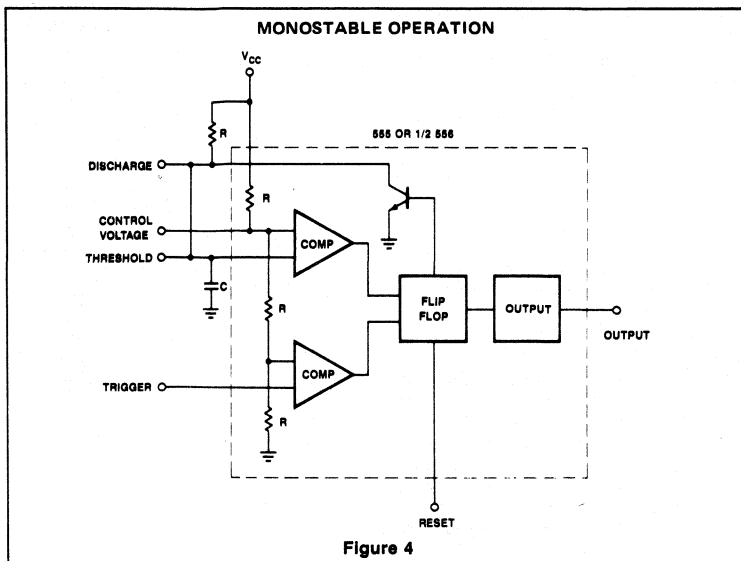 MONOSTABLE OPERATION
VCC
555 OR 1/2 556
R
DISCHARGE
R
CONTROL
VOLTAGE
COMP
THRESHOLD
C
R
FLIP
FLOP
OUTPUT
OUTPUT
COMP
TRIGGER
R
RESET
Figure 4